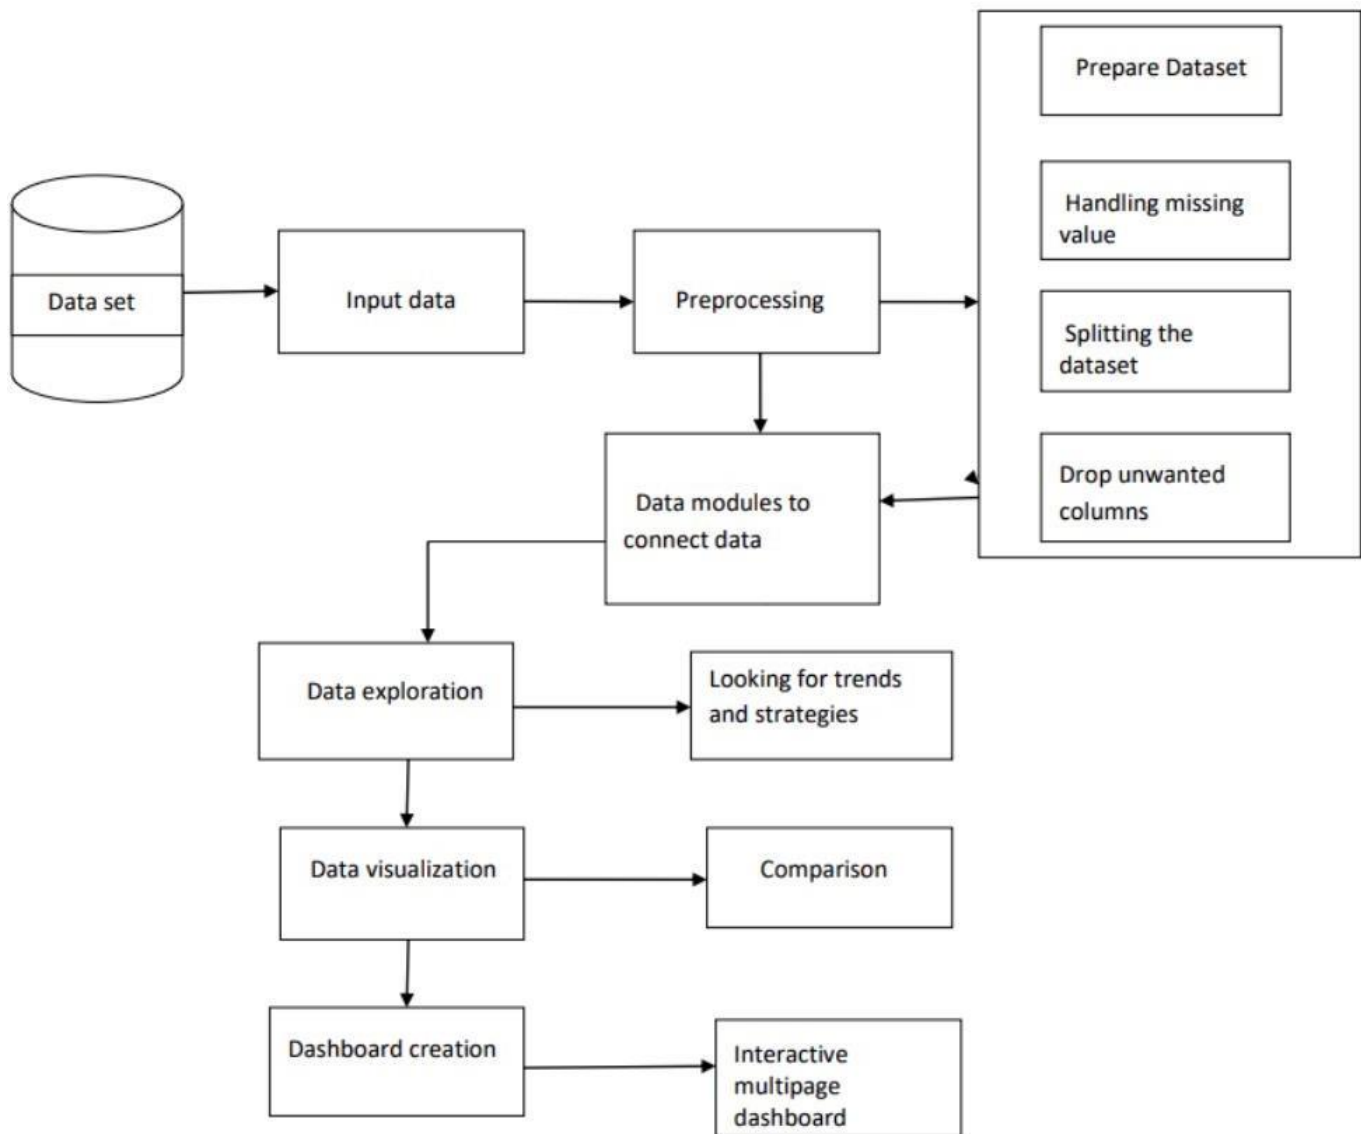 Prepare Dataset
Handling missing
value
Data set
Input data
Preprocessing
Splitting the
dataset
Data modules to
connect data
Drop unwanted
columns
Data exploration
Looking for trends
and strategies
Data visualization
Comparison
Dashboard creation
Interactive
multipage
dashboard